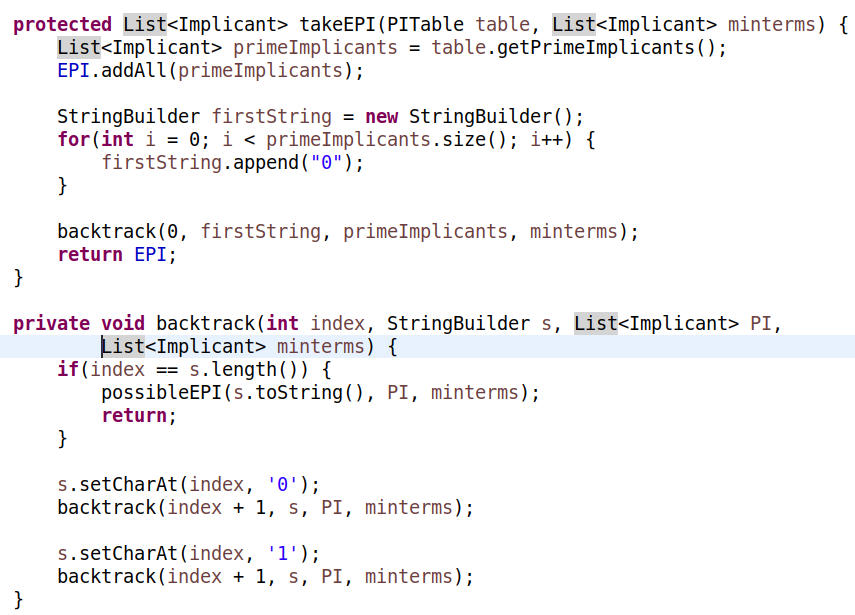 protected List<Implicant> takeEPI(PITable table, List<Implicant> minterms) {
    List<Implicant> primeImplicants = table.getPrimeImplicants();
    EPI.addAll(primeImplicants);

    StringBuilder firstString = new StringBuilder();
    for(int i = 0; i < primeImplicants.size(); i++) {
        firstString.append("0");
    }

    backtrack(0, firstString, primeImplicants, minterms);
    return EPI;
}

private void backtrack(int index, StringBuilder s, List<Implicant> PI,
        List<Implicant> minterms) {
    if(index == s.length()) {
        possibleEPI(s.toString(), PI, minterms);
        return;
    }

    s.setCharAt(index, '0');
    backtrack(index + 1, s, PI, minterms);

    s.setCharAt(index, '1');
    backtrack(index + 1, s, PI, minterms);
}